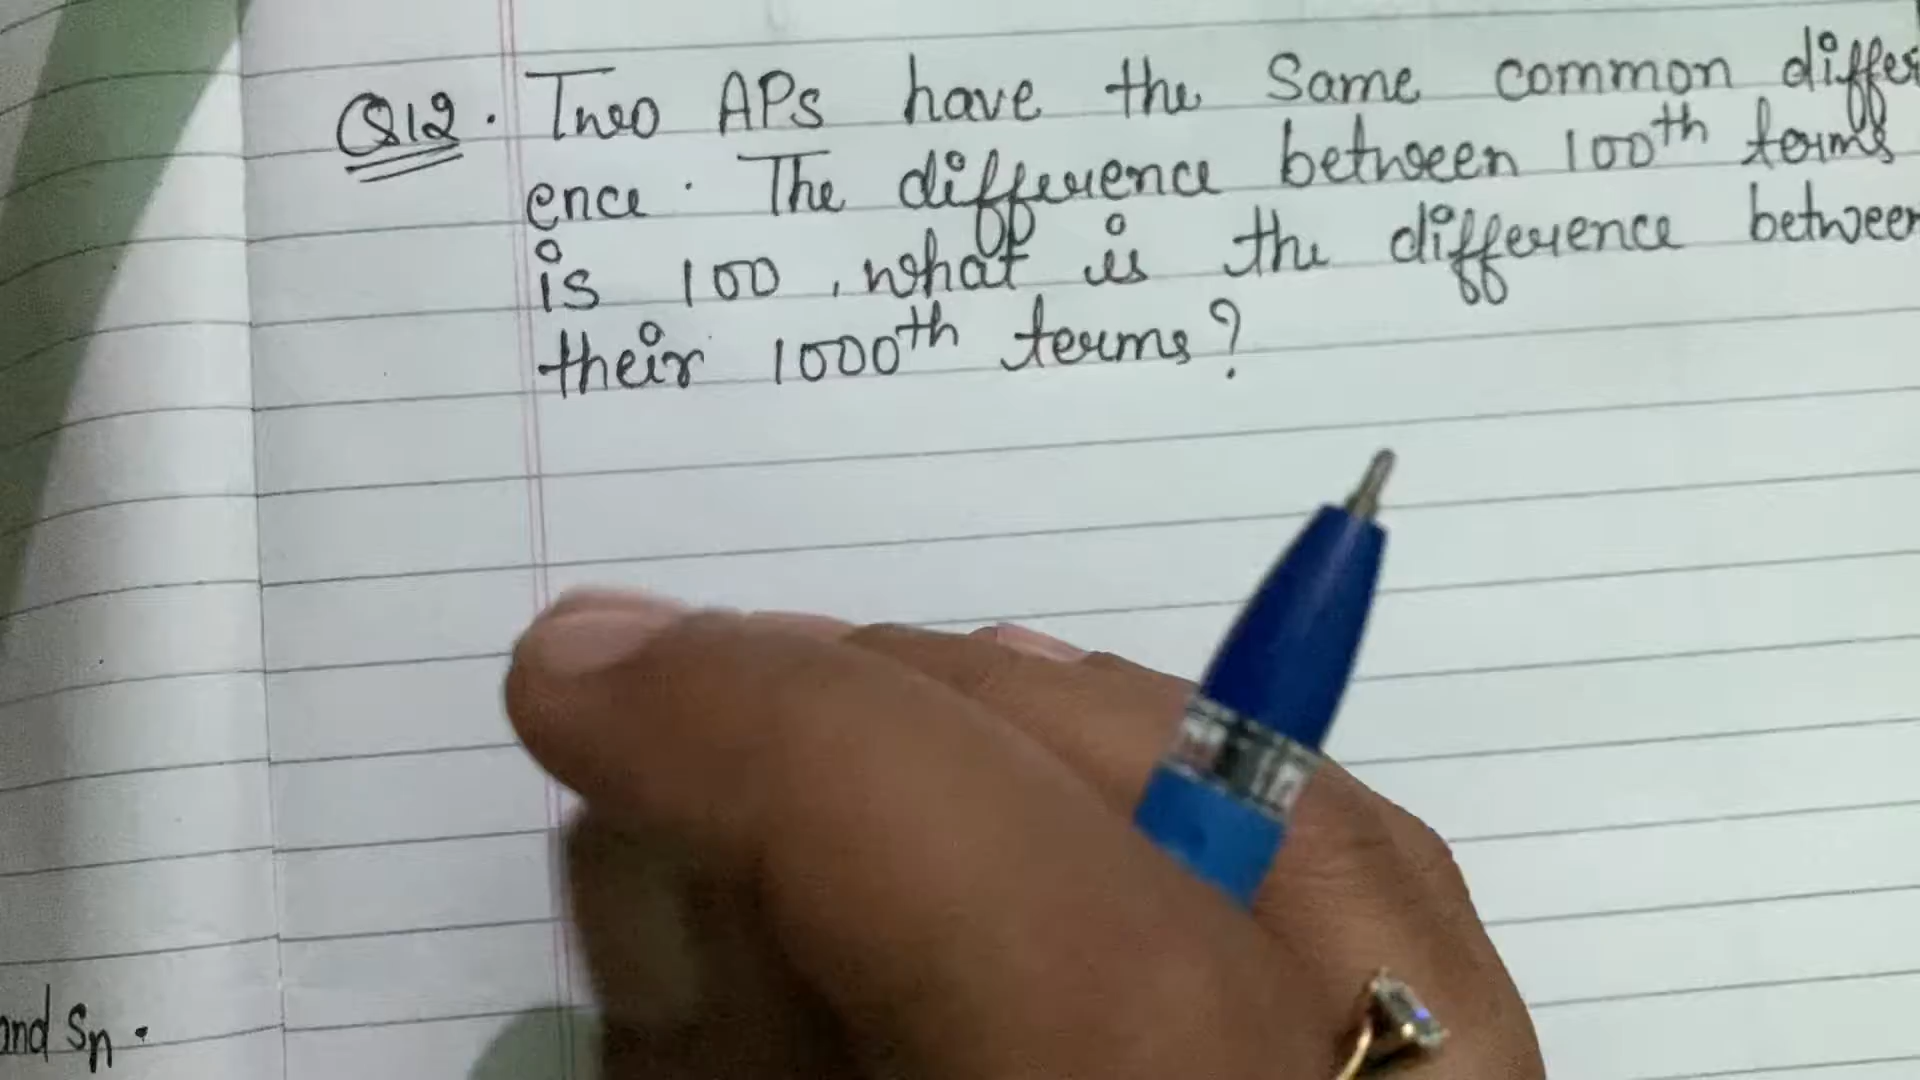 Q12. Two APs have the Same common differ
ence. The difference between 100th terms
is 100, what is the difference between
their 1000th terms?
and Sn.